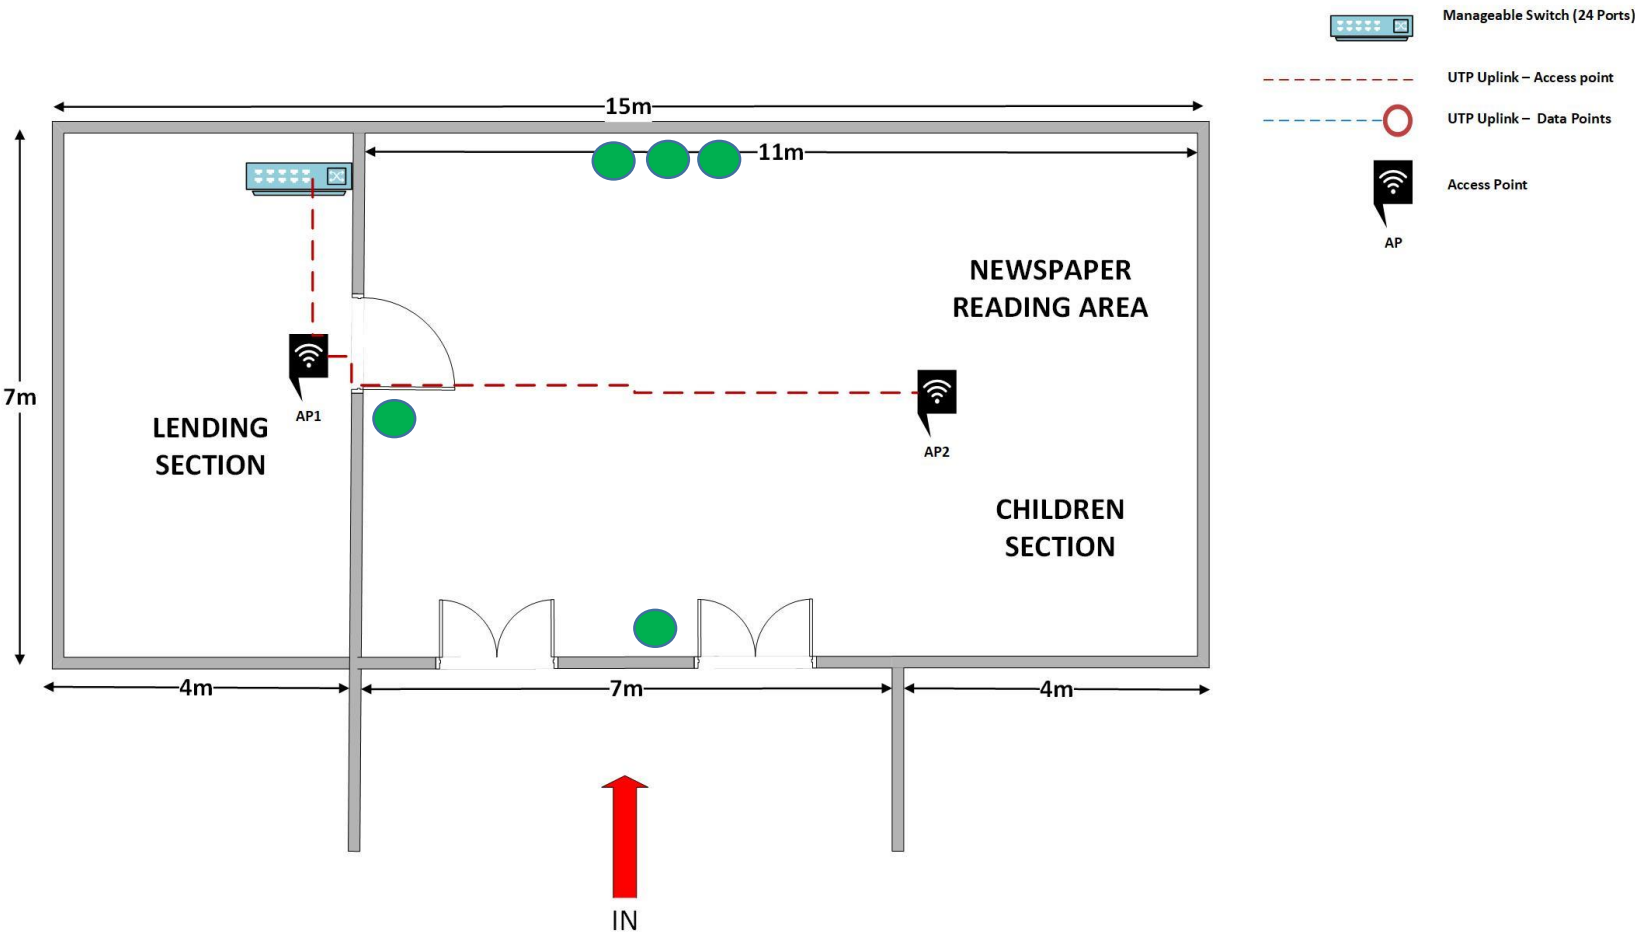 Manageable Switch (24 Ports)
UTP Uplink – Access point
UTP Uplink –  Data Points
Access Point
AP
15m
11m
NEWSPAPER
READING AREA
7m
AP1
LENDING
SECTION
AP2
CHILDREN
SECTION
4m
7m
4m
IN